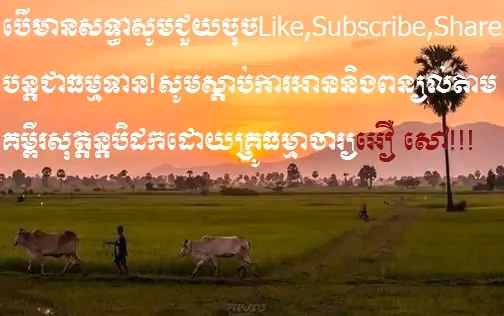 បើមានសទ្ធាសូមជួយចុចLike,Subscribe,Share
បន្តជាធម្មទាន!សូមស្តាប់ការអាននិងពន្យល់តាម
គម្ពីរសុត្តន្តបិដកដោយគ្រូធម្មាចារ្យអឿ សៅ!!!